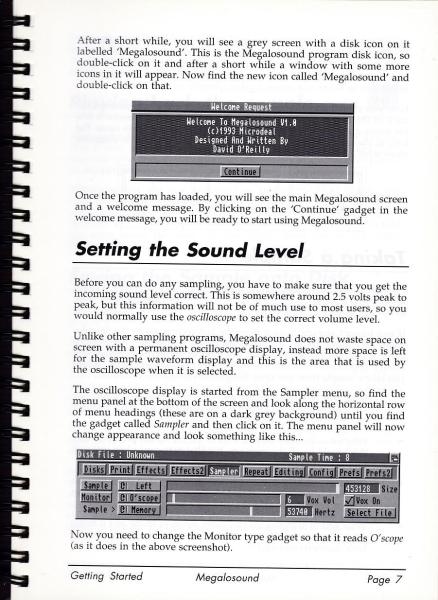 After a short while, you will see a grey screen with a disk icon on it
labelled 'Megalosound'. This is the Megalosound program disk icon, so
double-click on it and after a short while a window with some more
icons in it will appear. Now find the new icon called 'Megalosound' and
double-click on that.
Welcome Request
Welcome To Megalosound V1.0
(c)1993 Microdeal
Designed And Written By
David O'Reilly
Continue
Once the program has loaded, you will see the main Megalosound screen
and a welcome message. By clicking on the 'Continue' gadget in the
welcome message, you will be ready to start using Megalosound.
Setting the Sound Level
Before you can do any sampling, you have to make sure that you get the
incoming sound level correct. This is somewhere around 2.5 volts peak to
peak, but this information will not be of much use to most users, so you
would normally use the oscilloscope to set the correct volume level.
Unlike other sampling programs, Megalosound does not waste space on
screen with a permanent oscilloscope display, instead more space is left
for the sample waveform display and this is the area that is used by
the oscilloscope when it is selected.
The oscilloscope display is started from the Sampler menu, so find the
menu panel at the bottom of the screen and look along the horizontal row
of menu headings (these are on a dark grey background) until you find
the gadget called Sampler and then click on it. The menu panel will now
change appearance and look something like this...
Disk File : Unknown Sample Time : 8
Disks Print Effects Effects2 Sampler Repeat Editing Config Prefs Prefs2
Sample Left 453128 Size
Monitor O'scope 6 Vox Vol Vox On
Sample > Memory 53740 Hertz Select File
Now you need to change the Monitor type gadget so that it reads O'scope
(as it does in the above screenshot).
Getting Started Megalosound Page 7